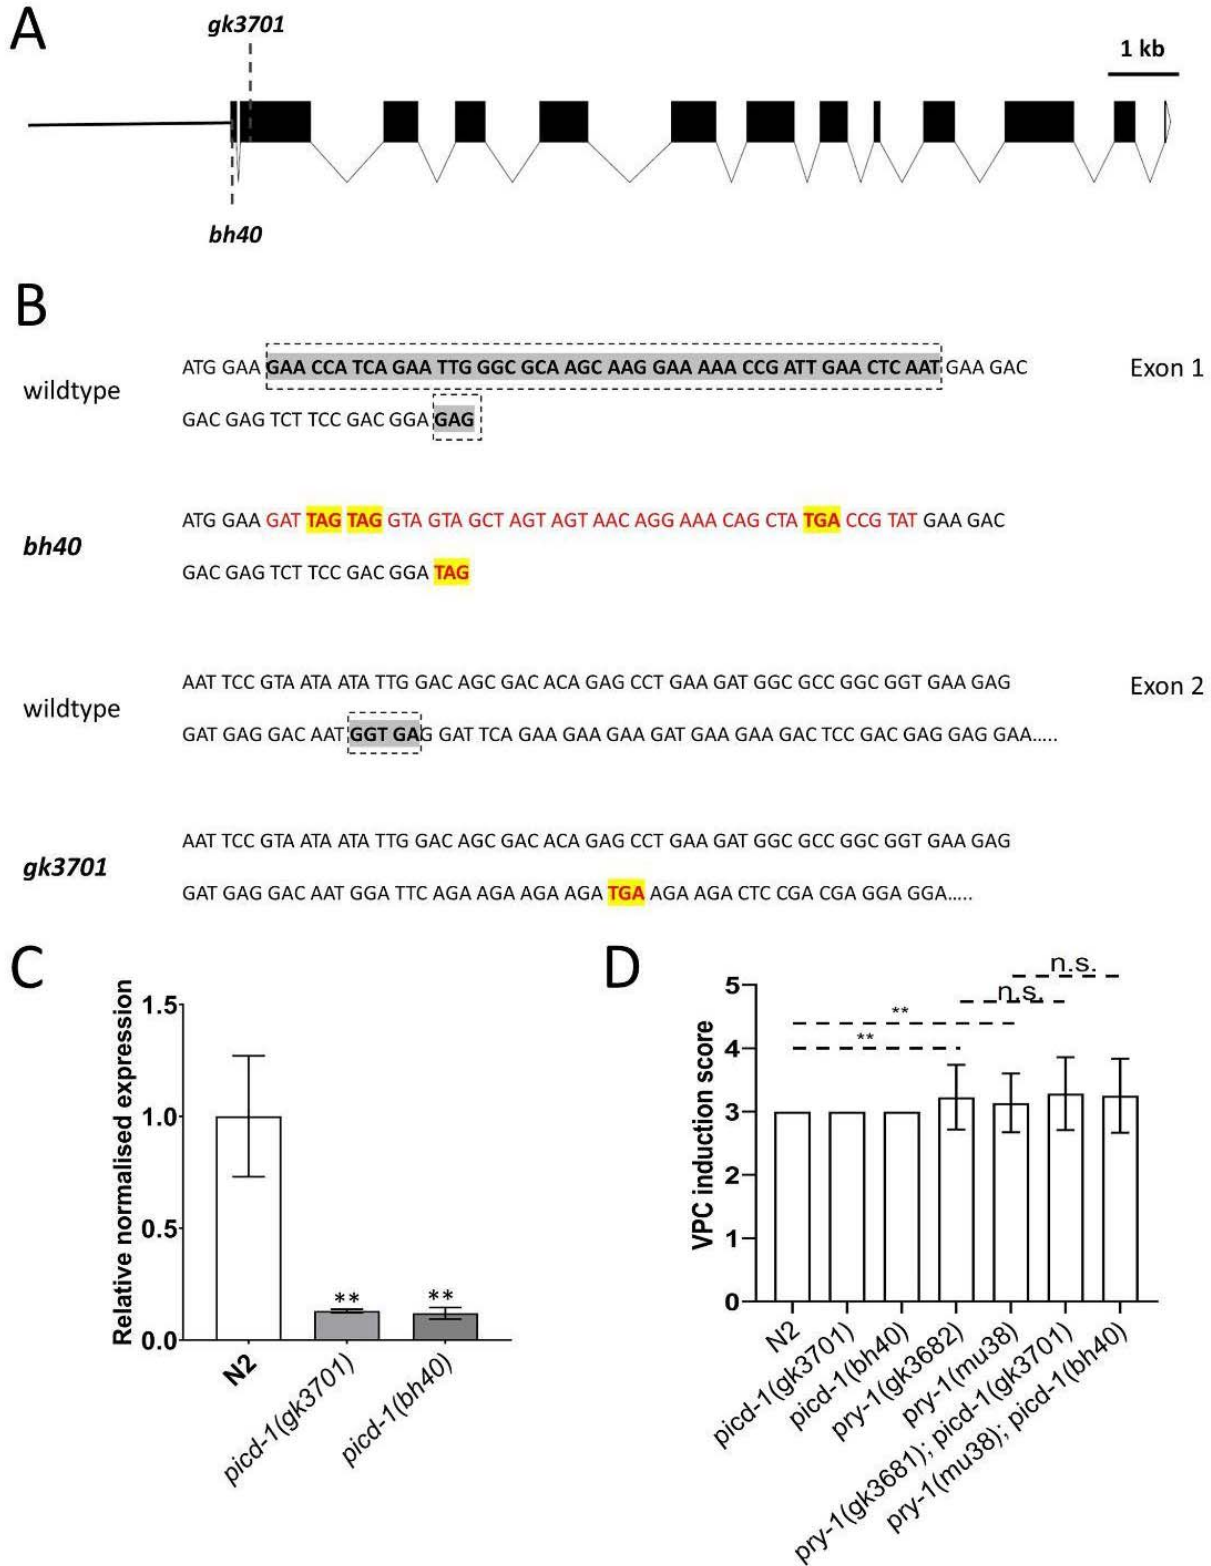 A
gk3701
1 kb
bh40
B
wildtype
ATG GAA GAA CCA TCA GAA TTG GGC GCA AGC AAG GAA AAA CCG ATT GAA CTC AAT GAA GAC
Exon 1
GAC GAG TCT TCC GAC GGA GAG
bh40
ATG GAA GAT TAG TAG GTA GTA GCT AGT AGT AAC AGG AAA CAG CTA TGA CCG TAT GAA GAC
GAC GAG TCT TCC GAC GGA TAG
wildtype
AAT TCC GTA ATA ATA TTG GAC AGC GAC ACA GAG CCT GAA GAT GGC GCC GGC GGT GAA GAG
Exon 2
GAT GAG GAC AAT GGT GAG GAT TCA GAA GAA GAA GAT GAA GAA GAC TCC GAC GAG GAG GAA.....
gk3701
AAT TCC GTA ATA ATA TTG GAC AGC GAC ACA GAG CCT GAA GAT GGC GCC GGC GGT GAA GAG
GAT GAG GAC AAT GGA TTC AGA AGA AGA AGA TGA AGA AGA CTC CGA CGA GGA GGA.....
C
Relative normalised expression
1.5
1.0
0.5
0.0
**
**
N2
picd-1(gk3701)
picd-1(bh40)
D
VPC induction score
5
4
3
2
1
0
n.s.
n.s.
**
**
N2
picd-1(gk3701)
picd-1(bh40)
pry-1(gk3682)
pry-1(mu38)
pry-1(gk3681); picd-1(gk3701)
pry-1(mu38); picd-1(bh40)